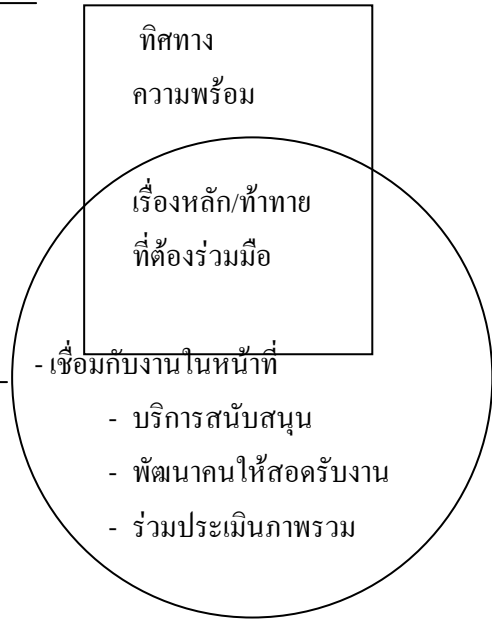 ทิศทาง
ความพร้อม
เรื่องหลัก/ท้าทาย
ที่ต้องร่วมมือ
- เชื่อมกับงานในหน้าที่
- บริการสนับสนุน
- พัฒนาคนให้สอดรับงาน
- ร่วมประเมินภาพรวม